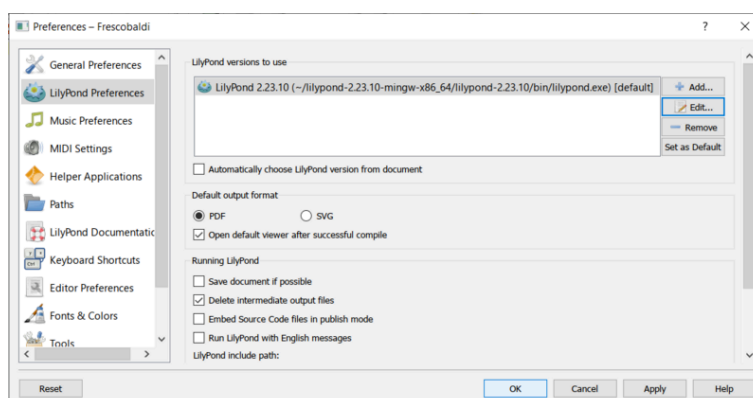 Preferences – Frescobaldi
?
General Preferences
LilyPond Preferences
Music Preferences
MIDI Settings
Helper Applications
Paths
LilyPond Documentatic
Keyboard Shortcuts
Editor Preferences
Fonts & Colors
Tools
LilyPond versions to use
LilyPond 2.23.10 (~/lilypond-2.23.10-mingw-x86_64/lilypond-2.23.10/bin/lilypond.exe) [default]
Add...
Edit...
Remove
Set as Default
Automatically choose LilyPond version from document
Default output format
PDF
SVG
Open default viewer after successful compile
Running LilyPond
Save document if possible
Delete intermediate output files
Embed Source Code files in publish mode
Run LilyPond with English messages
LilyPond include path:
Reset
OK
Cancel
Apply
Help